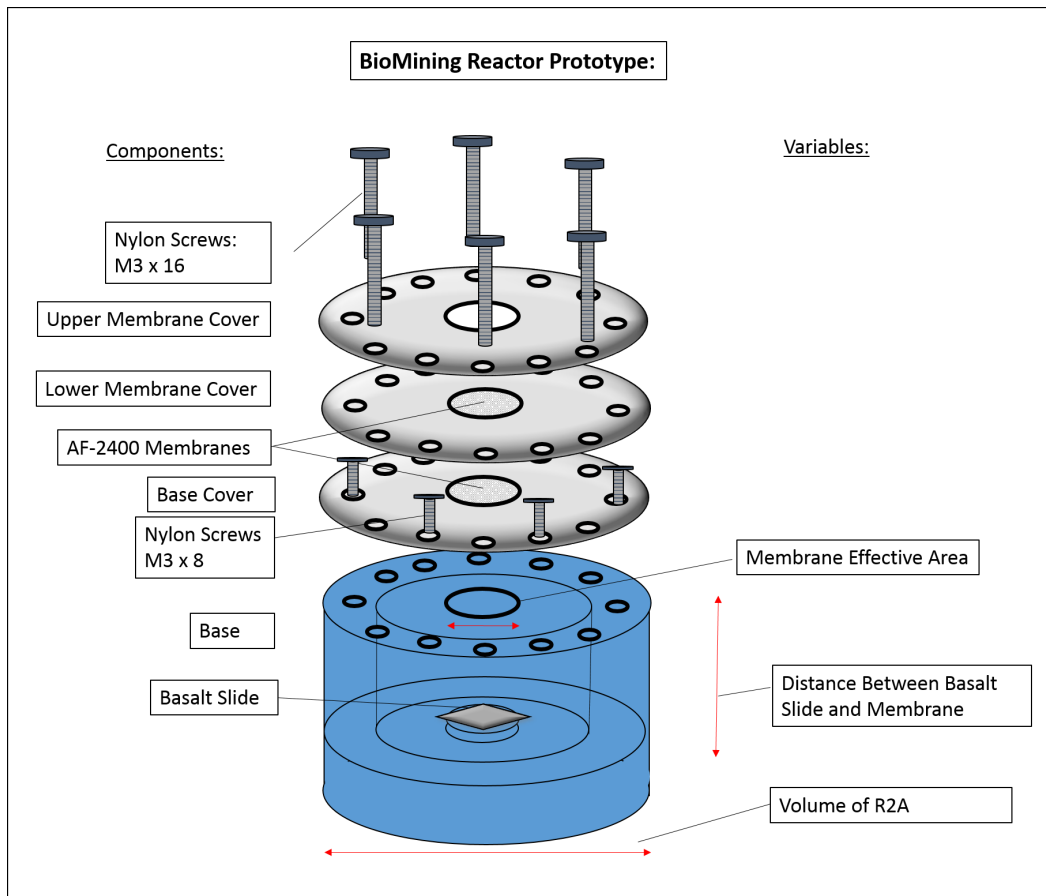 BioMining Reactor Prototype:
Components:
Variables:
Nylon Screws:
M3 x 16
Upper Membrane Cover
Lower Membrane Cover
AF-2400 Membranes
Base Cover
Nylon Screws
M3 x 8
Membrane Effective Area
Base
Basalt Slide
Distance Between Basalt
Slide and Membrane
Volume of R2A